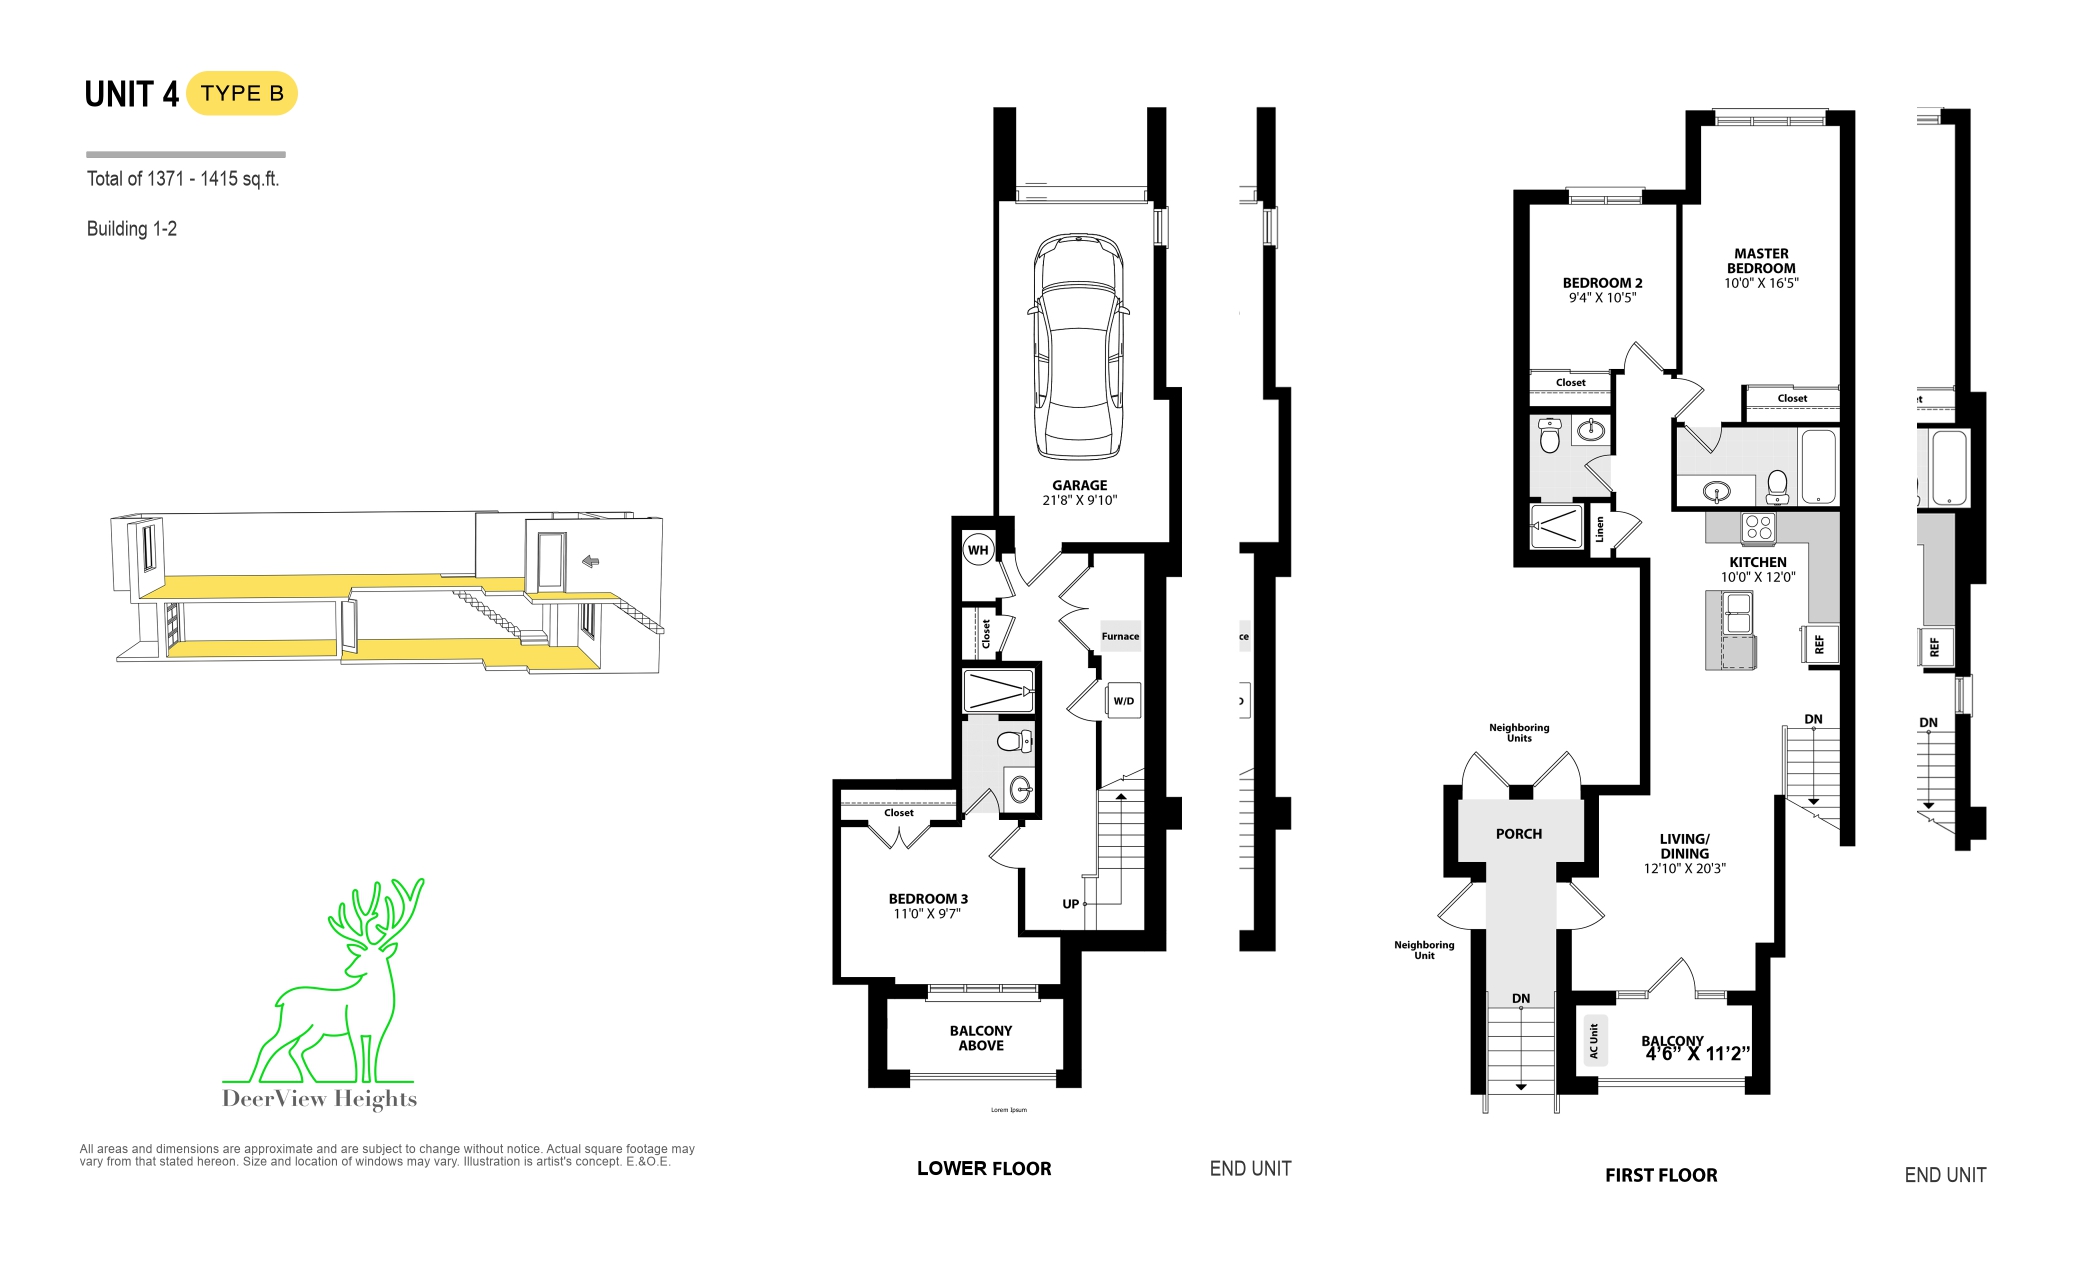 UNIT 4 TYPE B
Total of 1371 - 1415 sq.ft.
Building 1-2
DeerView Heights
All areas and dimensions are approximate and are subject to change without notice. Actual square footage may
vary from that stated hereon. Size and location of windows may vary. Illustration is artist's concept. E.&O.E.
GARAGE
21'8" X 9'10"
WH
Closet
Furnace
W/D
Closet
BEDROOM 3
11'0" X 9'7"
UP
BALCONY
ABOVE
Lorem Ipsum
LOWER FLOOR
ce
D
END UNIT
MASTER
BEDROOM
10'0" X 16'5"
BEDROOM 2
9'4" X 10'5"
Closet
Closet
Linen
KITCHEN
10'0" X 12'0"
REF
DN
Neighboring
Units
PORCH
LIVING/
DINING
12'10" X 20'3"
Neighboring
Unit
DN
AC Unit
BALCONY
4'6” X 11’2”
FIRST FLOOR
et
REF
DN
END UNIT